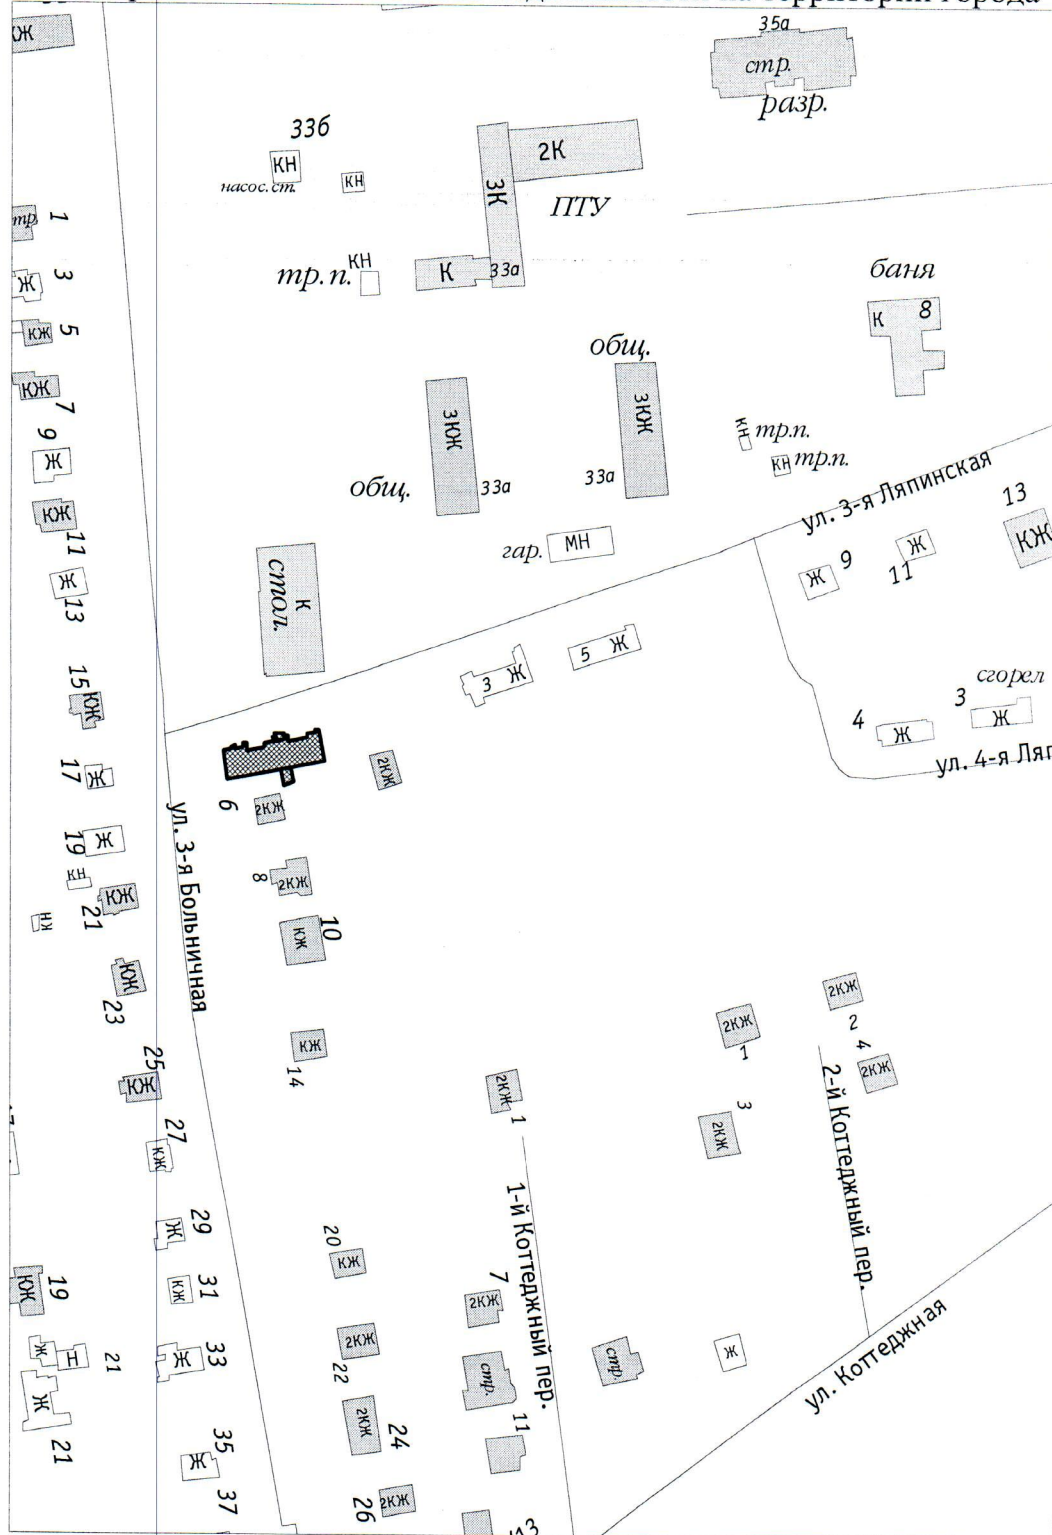 на территории города
КЖ
35а
стр.
разр.
33б
КН
насос.ст.
КН
2К
3К
ПТУ
тр.
1
КН
тр.п.
К
33а
баня
К
8
Ж
3
КЖ
5
общ.
КЖ
7
3КЖ
33а
общ.
3КЖ
33а
КН
тр.п.
КН
тр.п.
9
Ж
КЖ
11
ул. 3-я Ляпинская
13
КЖ
гар.
МН
Ж
9
Ж
11
Ж
13
К
стол.
3
Ж
5
Ж
15
КЖ
сгорел
3
Ж
4
Ж
ул. 4-я Ляп
17
Ж
2КЖ
6
2КЖ
ул. 3-я Больничная
19
Ж
КН
21
КЖ
КН
8
2КЖ
10
КЖ
23
КЖ
2КЖ
2
2КЖ
1
4
2КЖ
14
КЖ
25
КЖ
2КЖ
1
3
2КЖ
2-й Коттеджный пер.
27
КЖ
1-й Коттеджный пер.
29
Ж
20
КЖ
19
КЖ
31
КЖ
7
2КЖ
22
2КЖ
33
Ж
Ж
Н
21
Ж
21
стр.
стр.
Ж
ул. Коттеджная
24
2КЖ
11
35
Ж
37
26
2КЖ
13